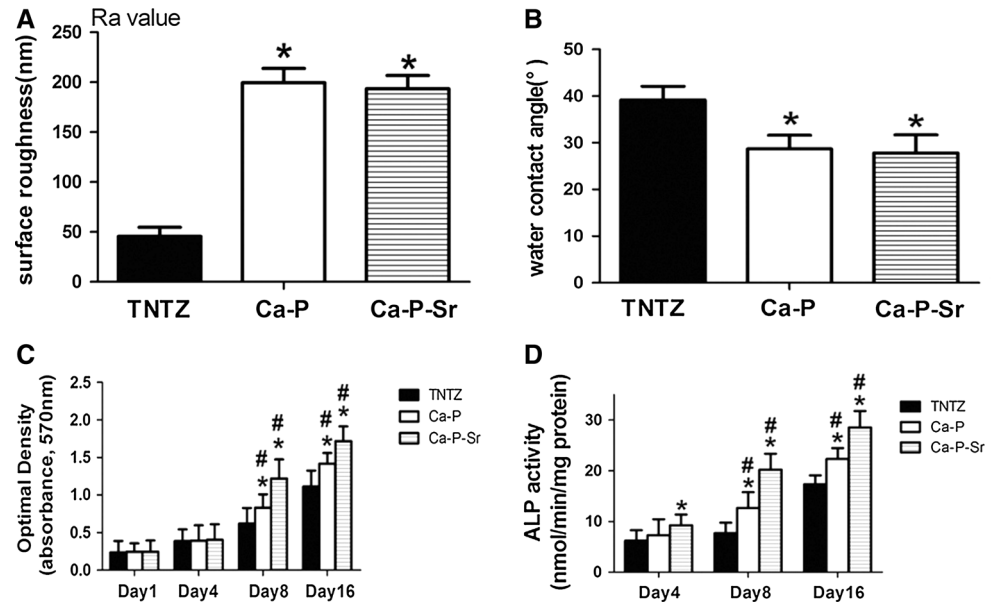 A
Ra value
surface roughness(nm)
250
200
150
100
50
0
*
*
TNTZ Ca-P Ca-P-Sr
B
water contact angle(°)
50
40
30
20
10
0
*
*
TNTZ Ca-P Ca-P-Sr
C
Optimal Density
(absorbance, 570nm)
2.5
2.0
1.5
1.0
0.5
0.0
TNTZ
Ca-P
Ca-P-Sr
#
*
#
*
#
*
#
*
Day1 Day4 Day8 Day16
D
ALP activity
(nmol/min/mg protein)
30
20
10
0
TNTZ
Ca-P
Ca-P-Sr
*
#
*
#
*
#
*
#
*
Day4 Day8 Day16